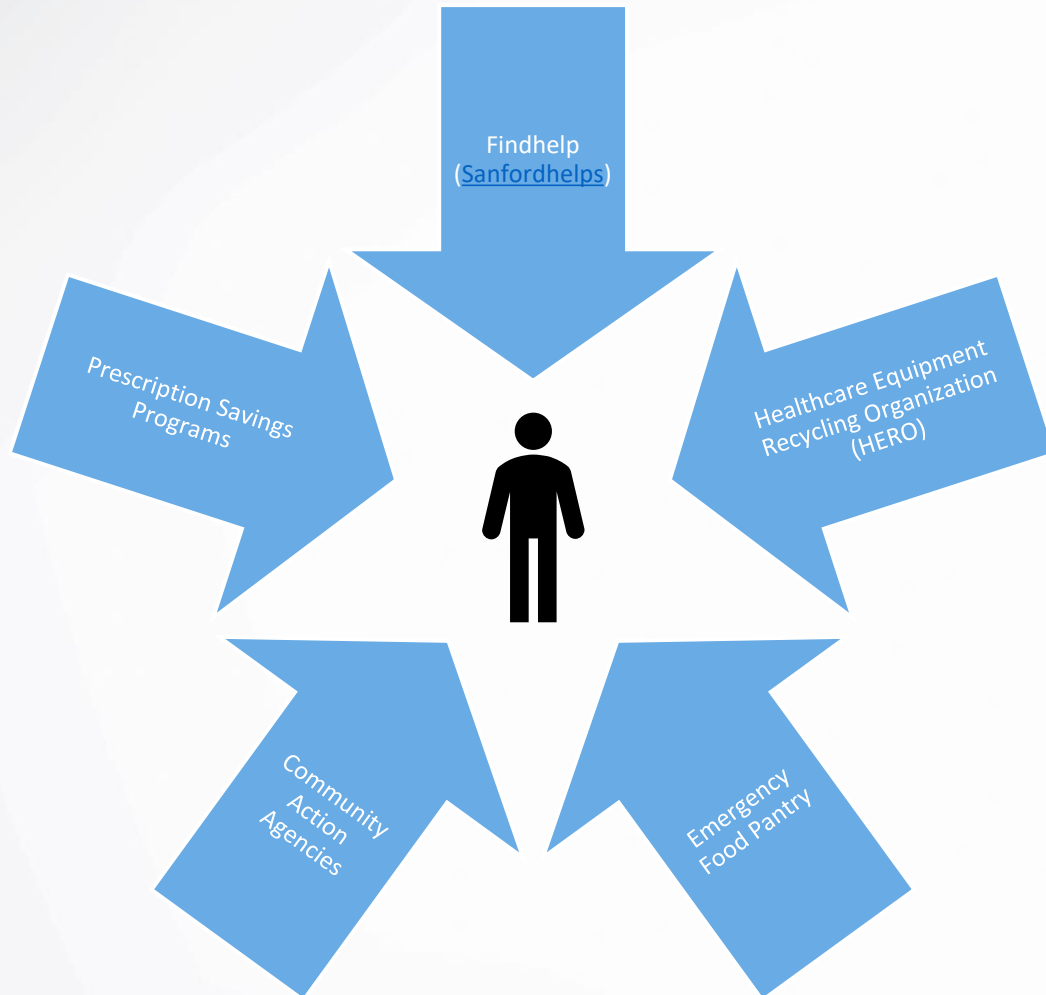 Findhelp
(Sanfordhelps)
Healthcare Equipment
Recycling Organization
(HERO)
Emergency
Food Pantry
Community
Action
Agencies
Prescription Savings
Programs